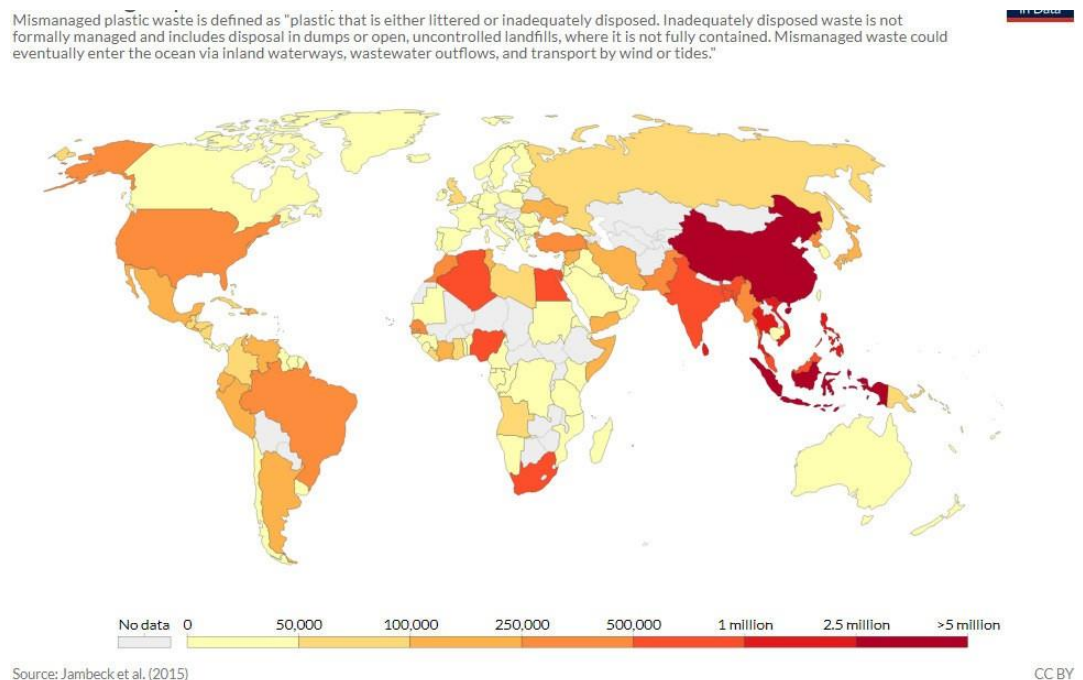 Mismanaged plastic waste is defined as "plastic that is either littered or inadequately disposed. Inadequately disposed waste is not
formally managed and includes disposal in dumps or open, uncontrolled landfills, where it is not fully contained. Mismanaged waste could
eventually enter the ocean via inland waterways, wastewater outflows, and transport by wind or tides."
in Data
No data 0 50,000 100,000 250,000 500,000 1 million 2.5 million >5 million
Source: Jambeck et al. (2015) CC BY